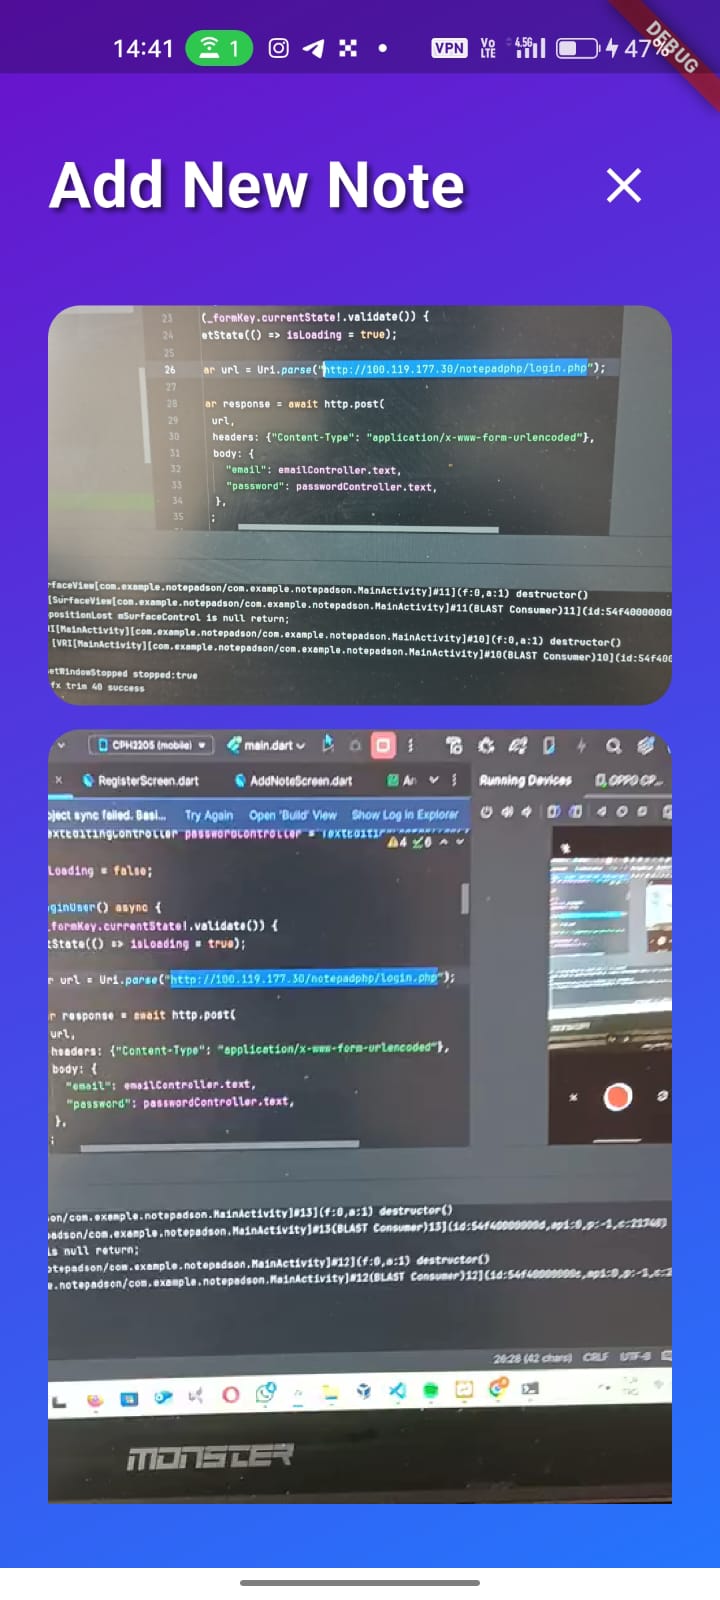 14:41
1
VPN
Vo
LTE
4.56
47%
DEBUG
Add New Note
23 (_formKey.currentState!.validate()) {
24 etState(() => isLoading = true);
25
26 ar url = Uri.parse("http://100.119.177.30/notepadphp/login.php");
27
28 ar response = await http.post(
29 url,
30 headers: {"Content-Type": "application/x-www-form-urlencoded"},
31 body: {
32 "email": emailController.text,
33 "password": passwordController.text,
34 },
35 ;
rfaceView[com.example.notepadson/com.example.notepadson.MainActivity]#11](f:0,a:1) destructor()
[SurfaceView[com.example.notepadson/com.example.notepadson.MainActivity]#11(BLAST Consumer)11](id:54f40000000
positionLost mSurfaceControl is null return;
I[MainActivity][com.example.notepadson/com.example.notepadson.MainActivity]#10](f:0,a:1) destructor()
[VRI[MainActivity][com.example.notepadson/com.example.notepadson.MainActivity]#10(BLAST Consumer)10](id:54f400
etWindowStopped stopped:true
fx trim 40 success
CPH2205 (mobile) main.dart
RegisterScreen.dart AddNoteScreen.dart An Running Devices OPPO CP...
oject sync failed. Basi... Try Again Open 'Build' View Show Log in Explorer
passwordController =
4 6
Loading = false;
ginUser() async {
_formKey.currentState!.validate()) {
tState(() => isLoading = true);
r url = Uri.parse("http://100.119.177.30/notepadphp/login.php");
r response = await http.post(
url,
headers: {"Content-Type": "application/x-www-form-urlencoded"},
body: {
"email": emailController.text,
"password": passwordController.text,
},
;
on/com.example.notepadson.MainActivity]#13](f:0,a:1) destructor()
padson/com.example.notepadson.MainActivity]#13(BLAST Consumer)13](id:54f40000000d,api:0,p:-1,c:21748)
is null return;
otepadson/com.example.notepadson.MainActivity]#12](f:0,a:1) destructor()
e.notepadson/com.example.notepadson.MainActivity]#12(BLAST Consumer)12](id:54f40000000c,api:0,p:-1,c:2
26:28 (42 chars) CRLF UTF-8
MONSTER